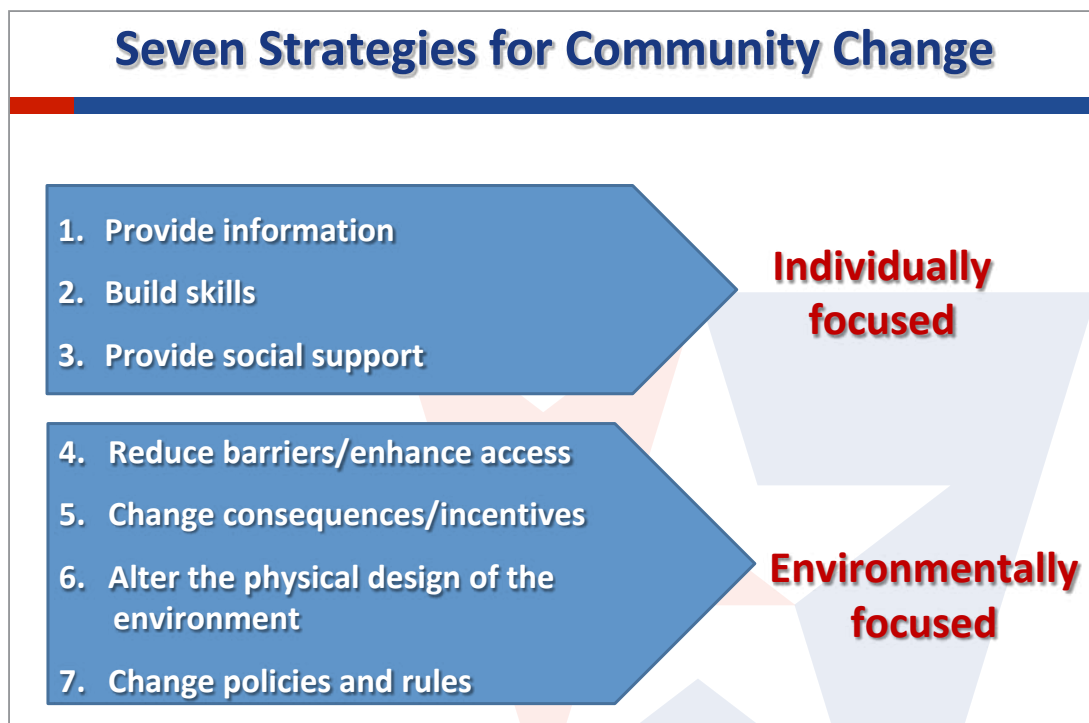 Seven Strategies for Community Change
1. Provide information
2. Build skills
3. Provide social support
Individually
focused
4. Reduce barriers/enhance access
5. Change consequences/incentives
6. Alter the physical design of the
environment
7. Change policies and rules
Environmentally
focused